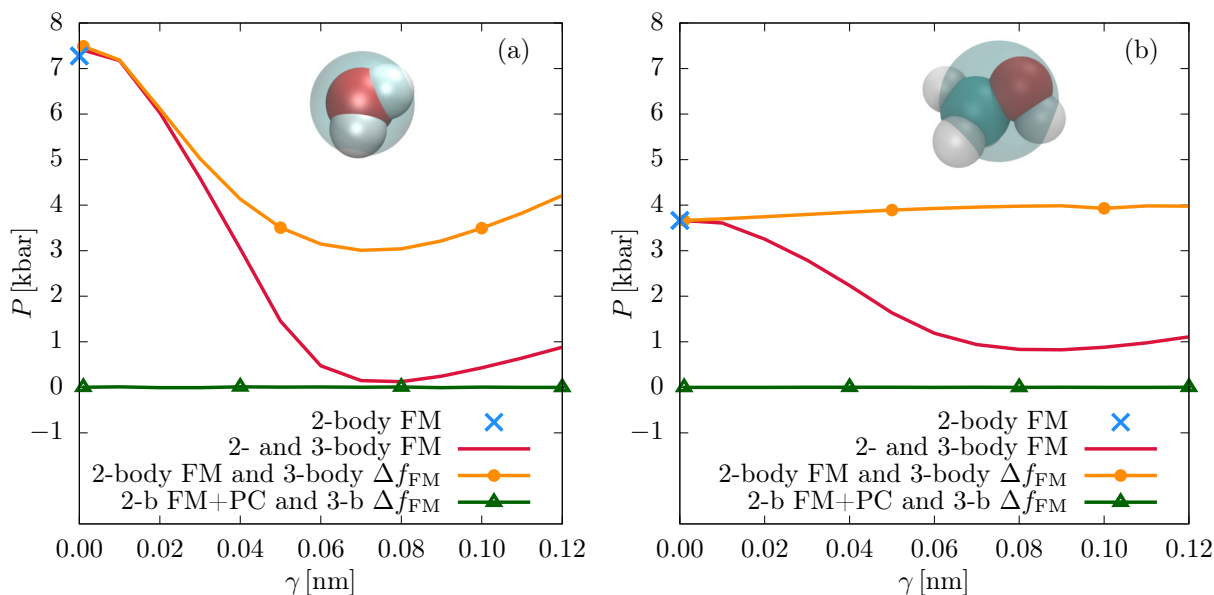 (a)
P [kbar]
8
7
6
5
4
3
2
1
0
−1
2-body FM
2- and 3-body FM
2-body FM and 3-body Δf_FM
2-b FM+PC and 3-b Δf_FM
0.00 0.02 0.04 0.06 0.08 0.10 0.12
γ [nm]
(b)
P [kbar]
8
7
6
5
4
3
2
1
0
−1
2-body FM
2- and 3-body FM
2-body FM and 3-body Δf_FM
2-b FM+PC and 3-b Δf_FM
0.00 0.02 0.04 0.06 0.08 0.10 0.12
γ [nm]